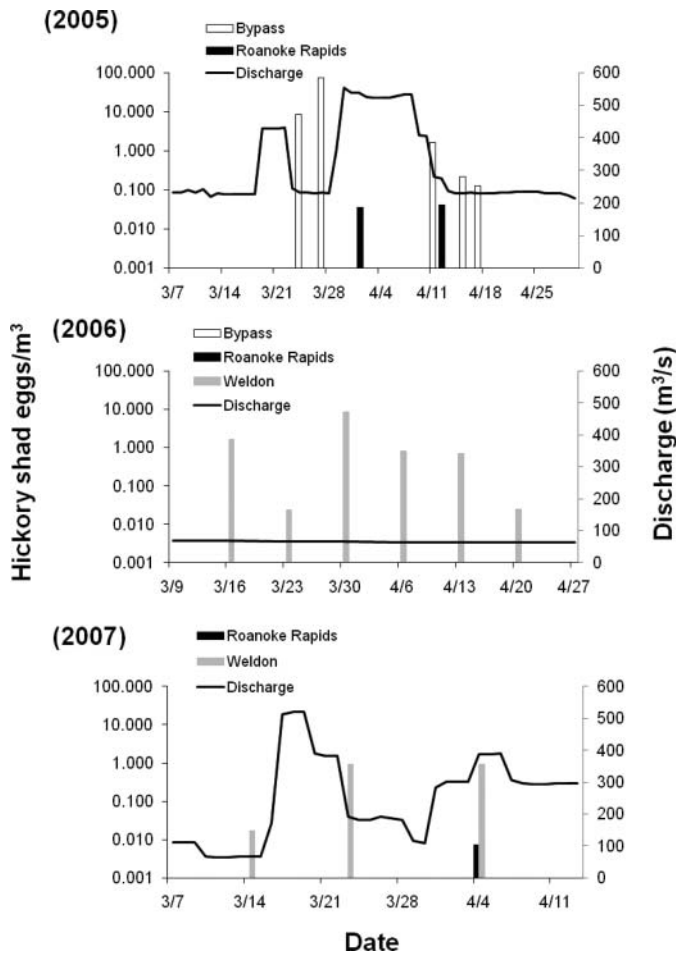 (2005)
Bypass
Roanoke Rapids
Discharge
100.000
10.000
1.000
0.100
0.010
0.001
600
500
400
300
200
100
0
3/7 3/14 3/21 3/28 4/4 4/11 4/18 4/25
(2006)
Bypass
Roanoke Rapids
Weldon
Discharge
100.000
10.000
1.000
0.100
0.010
0.001
600
500
400
300
200
100
0
3/9 3/16 3/23 3/30 4/6 4/13 4/20 4/27
Hickory shad eggs/m³
Discharge (m³/s)
(2007)
Roanoke Rapids
Weldon
Discharge
100.000
10.000
1.000
0.100
0.010
0.001
600
500
400
300
200
100
0
3/7 3/14 3/21 3/28 4/4 4/11
Date